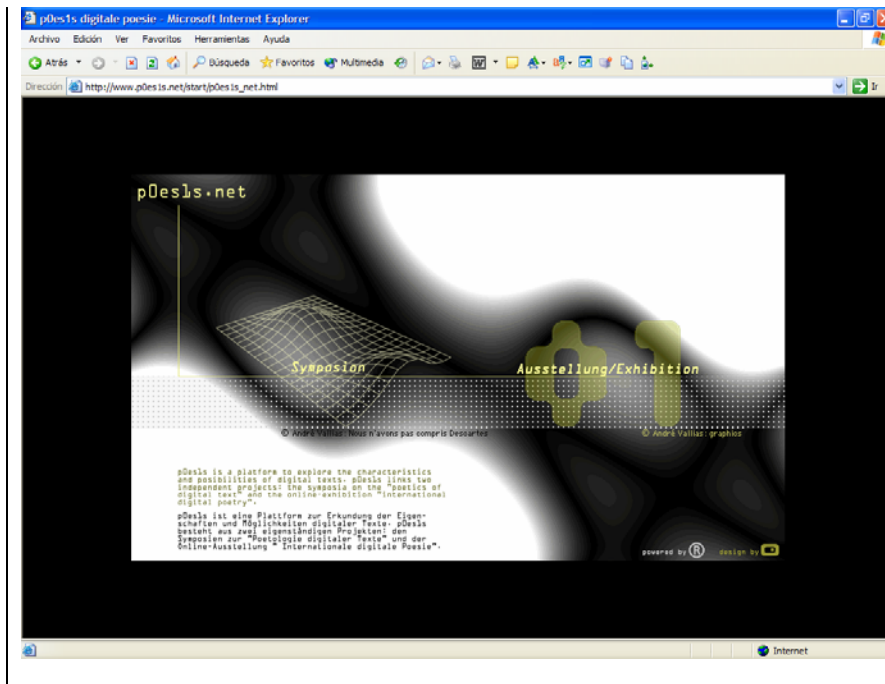 p0es1s digitale poesie - Microsoft Internet Explorer
Archivo Edición Ver Favoritos Herramientas Ayuda
Atrás Búsqueda Favoritos Multimedia
Dirección http://www.p0es1s.net/start/p0es1s_net.html Ir
p0es1s.net
Symposion
Ausstellung/Exhibition
01
© André Vallias: Nous n'avons pas compris Descartes
© André Vallias: graphios
p0es1s is a platform to explore the characteristics
and posibilities of digital texts. p0es1s links two
independent projects: the symposia on the "poetics of
digital text" and the online-exhibition "international
digital poetry".
p0es1s ist eine Plattform zur Erkundung der Eigen-
schaften und Möglichkeiten digitaler Texte. p0es1s
besteht aus zwei eigenständigen Projekten: den
Symposien zur "Poetologie digitaler Texte" und der
Online-Ausstellung " Internationale digitale Poesie".
powered by R design by
Internet